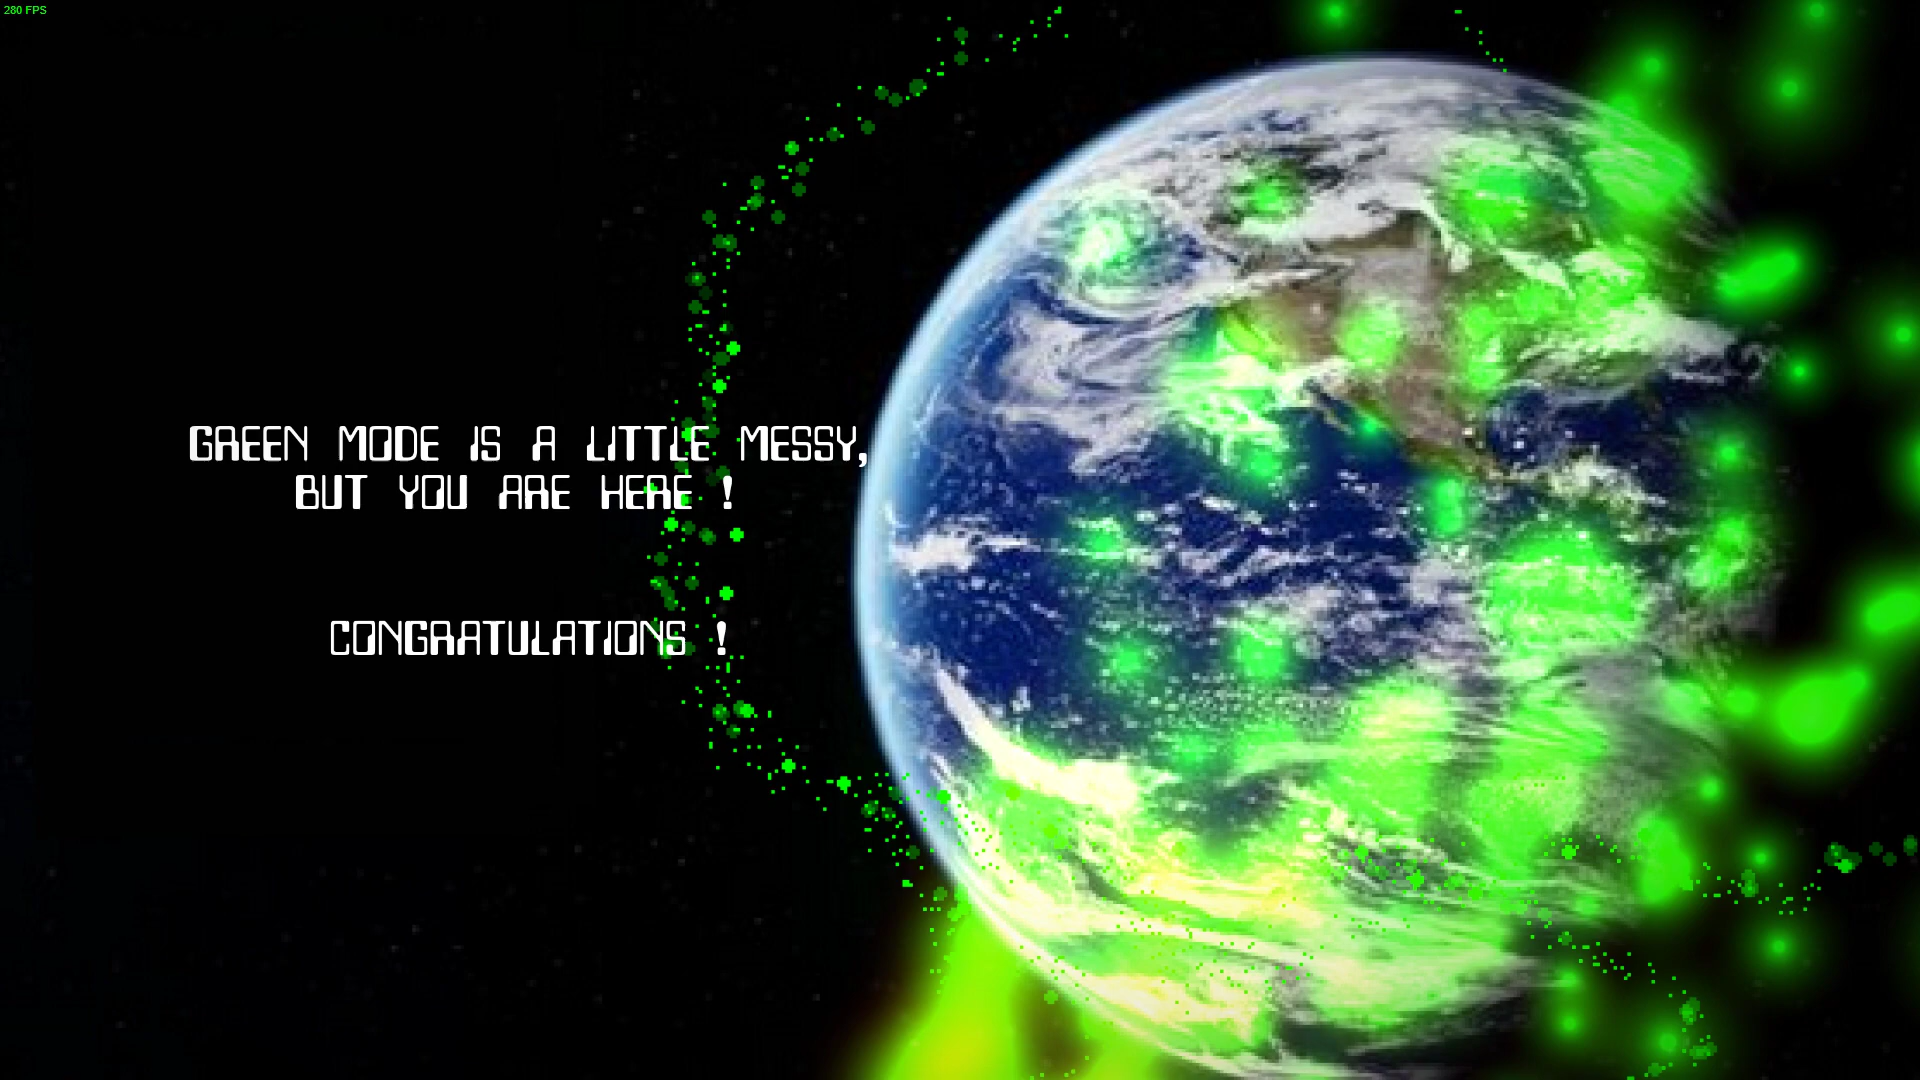 280 FPS
GREEN MODE IS A LITTLE MESSY,
BUT YOU ARE HERE !
CONGRATULATIONS !